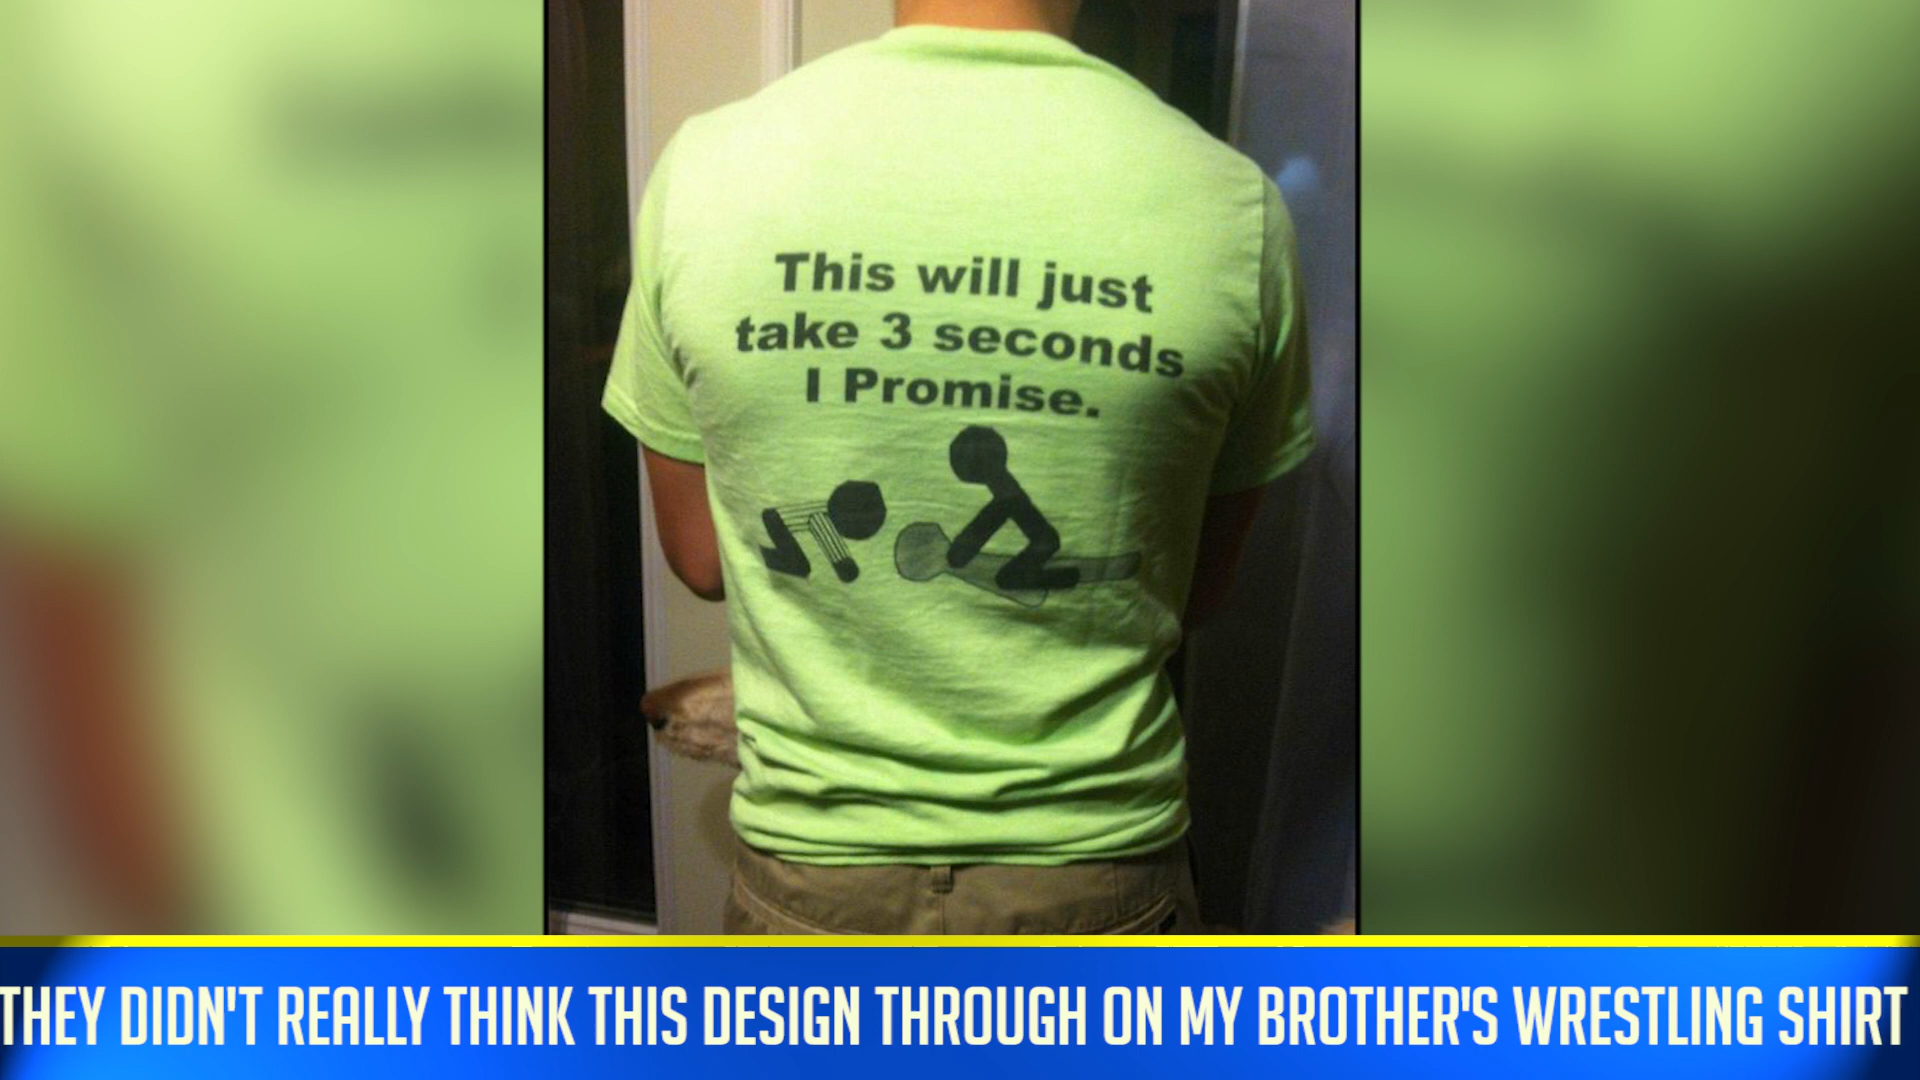 This will just
take 3 seconds
I Promise.
THEY DIDN'T REALLY THINK THIS DESIGN THROUGH ON MY BROTHER'S WRESTLING SHIRT